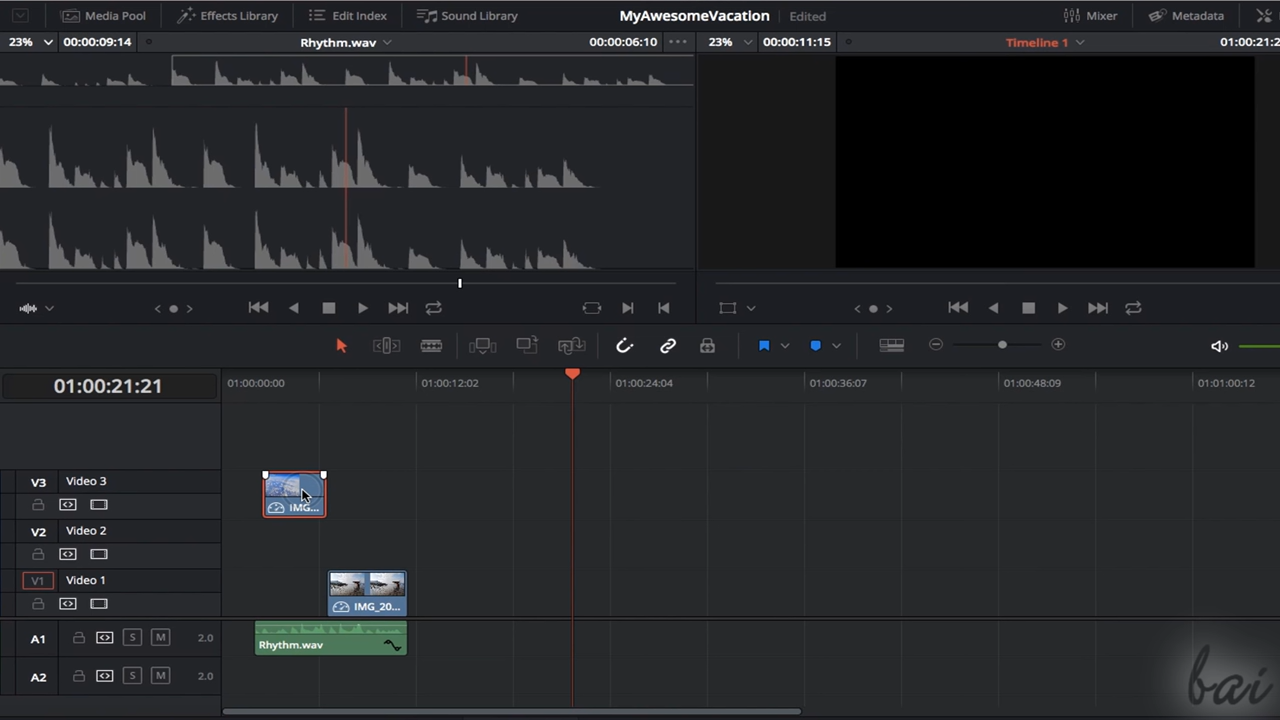 Media Pool Effects Library Edit Index Sound Library MyAwesomeVacation Edited Mixer Metadata
23% 00:00:09:14 Rhythm.wav 00:00:06:10 23% 00:00:11:15 Timeline 1 01:00:21:2
01:00:21:21 01:00:00:00 01:00:12:02 01:00:24:04 01:00:36:07 01:00:48:09 01:01:00:12
V3 Video 3
IMG...
V2 Video 2
V1 Video 1
IMG_20...
A1 S M 2.0 Rhythm.wav
A2 S M 2.0
bai